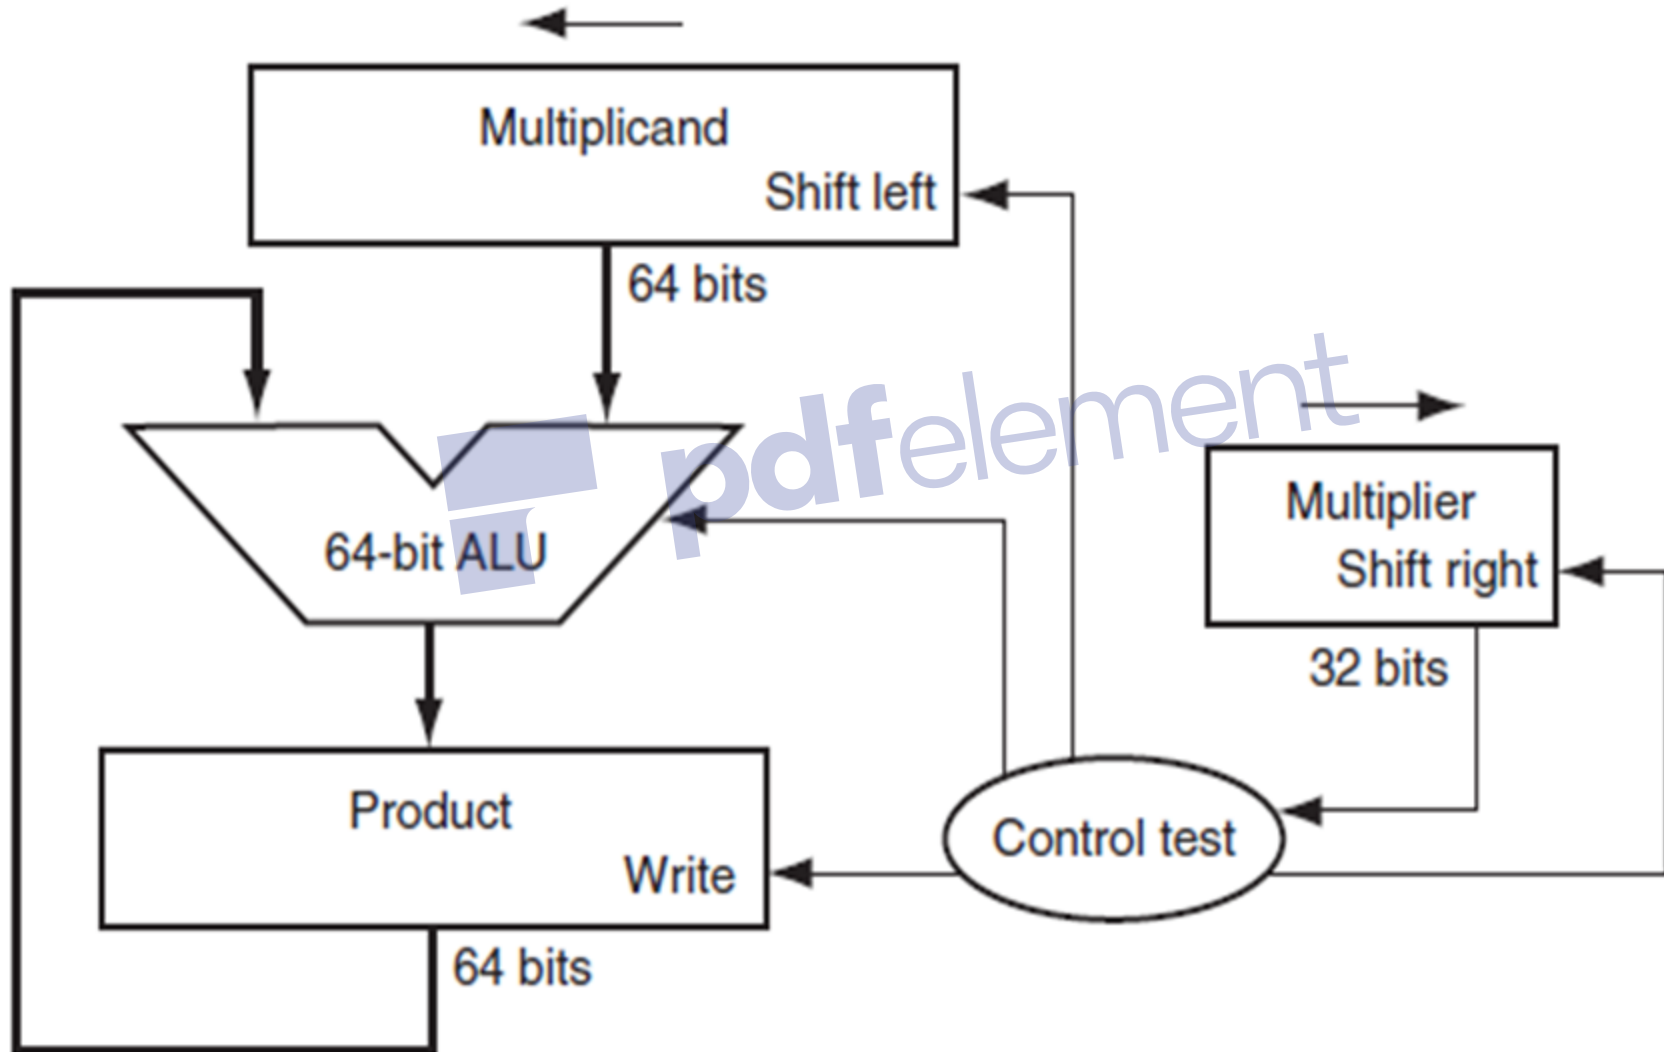 Multiplicand
Shift left
64 bits
pdfelement
Multiplier
Shift right
64-bit ALU
32 bits
Product
Write
Control test
64 bits